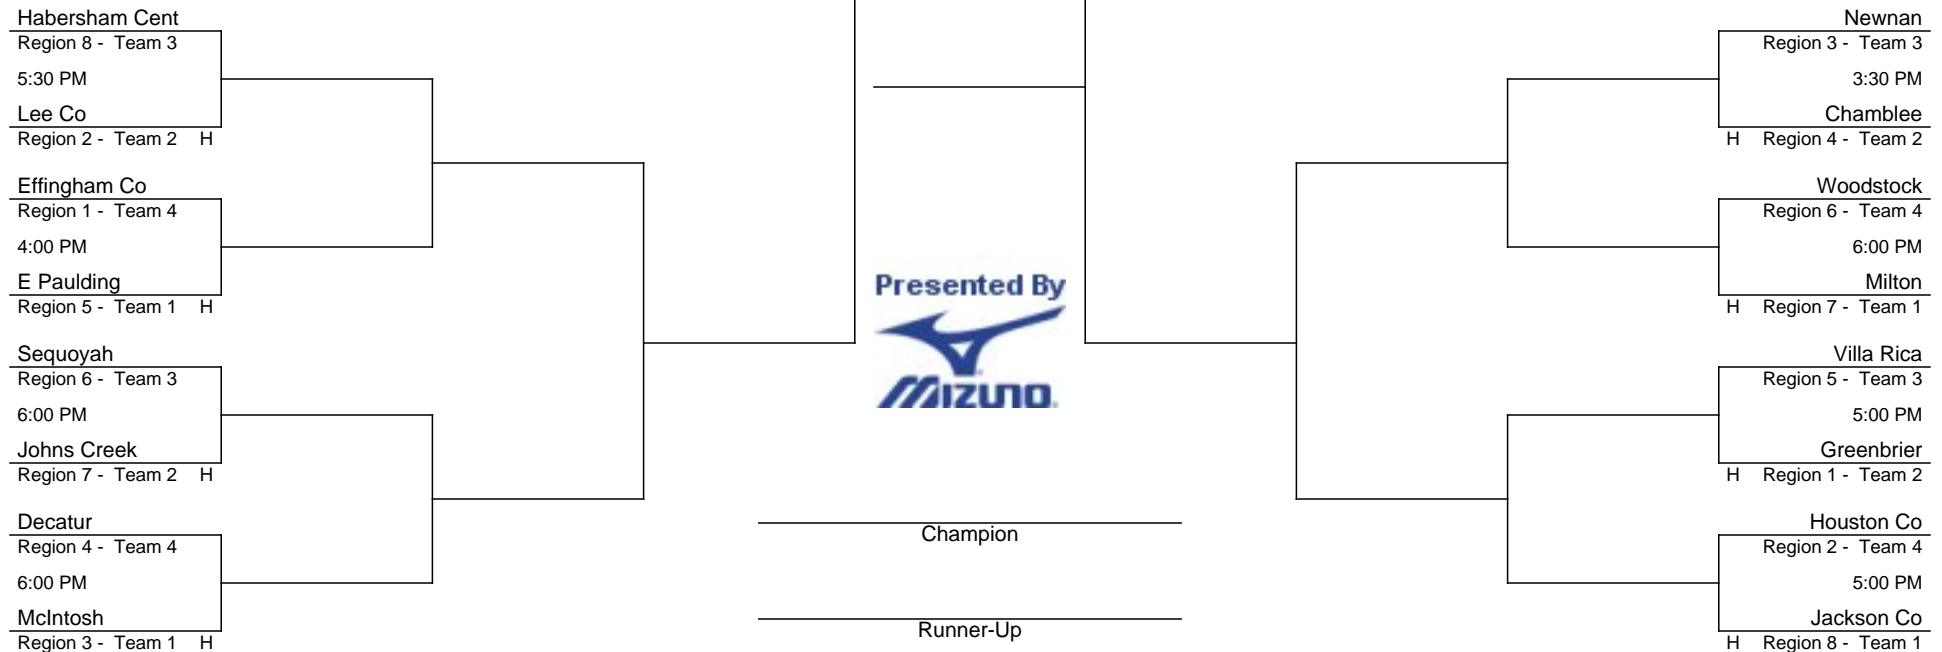 Habersham Cent
Region 8 - Team 3
5:30 PM
Lee Co
Region 2 - Team 2 H
Effingham Co
Region 1 - Team 4
4:00 PM
E Paulding
Region 5 - Team 1 H
Sequoyah
Region 6 - Team 3
6:00 PM
Johns Creek
Region 7 - Team 2 H
Decatur
Region 4 - Team 4
6:00 PM
McIntosh
Region 3 - Team 1 H
Presented By
MIZUNO
Champion
Runner-Up
Newnan
Region 3 - Team 3
3:30 PM
Chamblee
H Region 4 - Team 2
Woodstock
Region 6 - Team 4
6:00 PM
Milton
H Region 7 - Team 1
Villa Rica
Region 5 - Team 3
5:00 PM
Greenbrier
H Region 1 - Team 2
Houston Co
Region 2 - Team 4
5:00 PM
Jackson Co
H Region 8 - Team 1